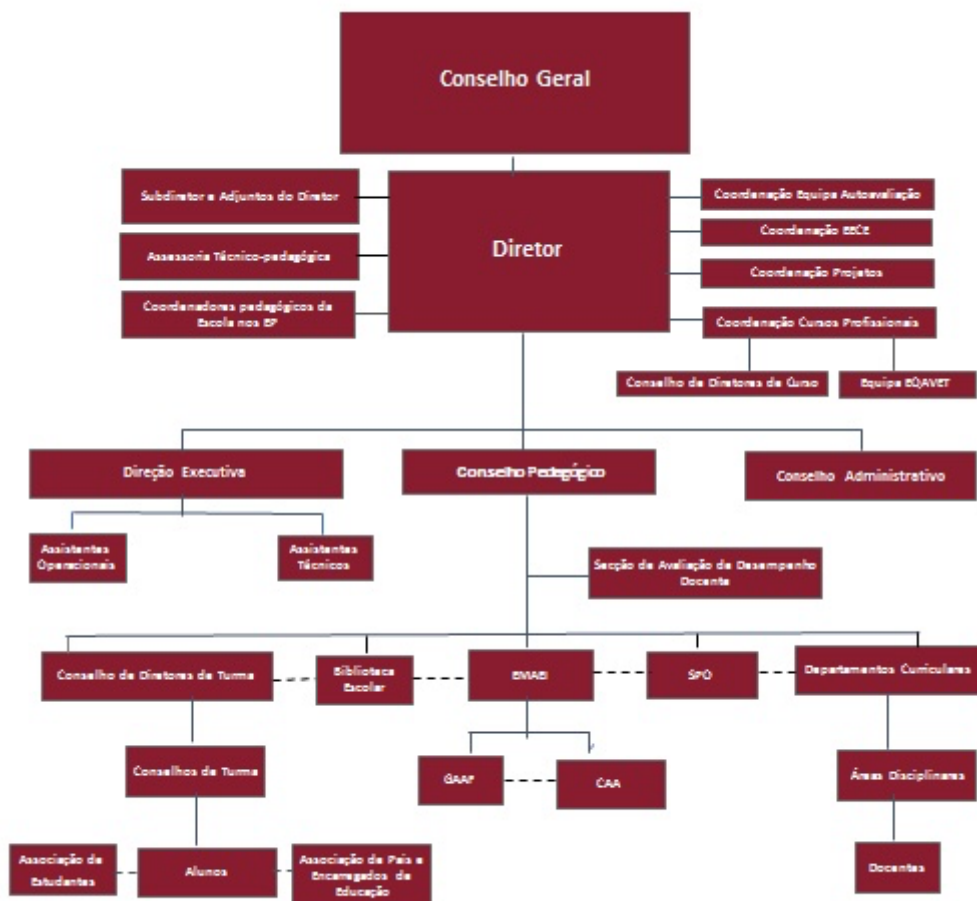 Conselho Geral
Subdiretor e Adjuntos do Diretor
Coordenação Equipa Autoavaliação
Coordenação EECE
Diretor
Assessoria Técnico-pedagógica
Coordenação Projetos
Coordenadores pedagógicos da
Escola nos EP
Coordenação Cursos Profissionais
Conselho de Diretores de Curso
Equipa EQAVET
Direção Executiva
Conselho Pedagógico
Conselho Administrativo
Assistentes
Operacionais
Assistentes
Técnicos
Secção de Avaliação de Desempenho
Docente
Conselho de Diretores de Turma
Biblioteca
Escolar
EMAEI
SPO
Departamentos Curriculares
Conselhos de Turma
GAAF
CAA
Áreas Disciplinares
Associação de
Estudantes
Alunos
Associação de Pais e
Encarregados de
Educação
Docentes